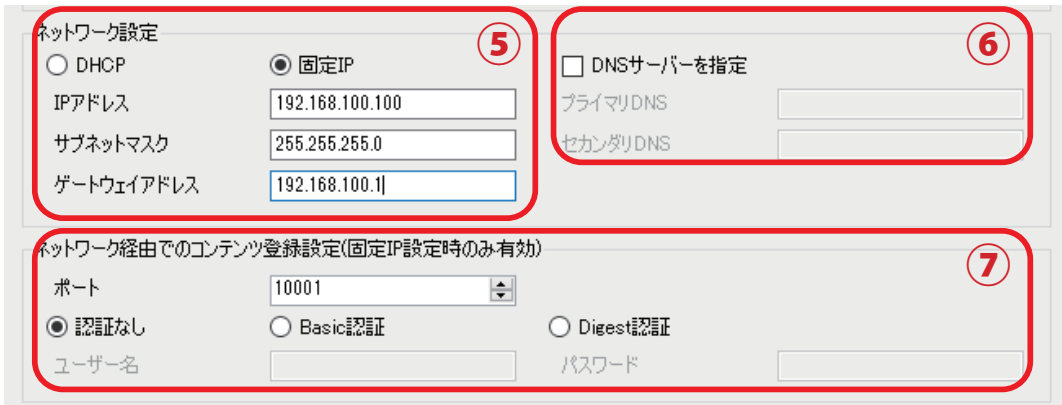 ネットワーク設定
⑤
⑥
DHCP 固定IP
DNSサーバーを指定
IPアドレス 192.168.100.100
プライマリDNS
サブネットマスク 255.255.255.0
セカンダリDNS
ゲートウェイアドレス 192.168.100.1
ネットワーク経由でのコンテンツ登録設定(固定IP設定時のみ有効)
⑦
ポート 10001
認証なし Basic認証 Digest認証
ユーザー名 パスワード